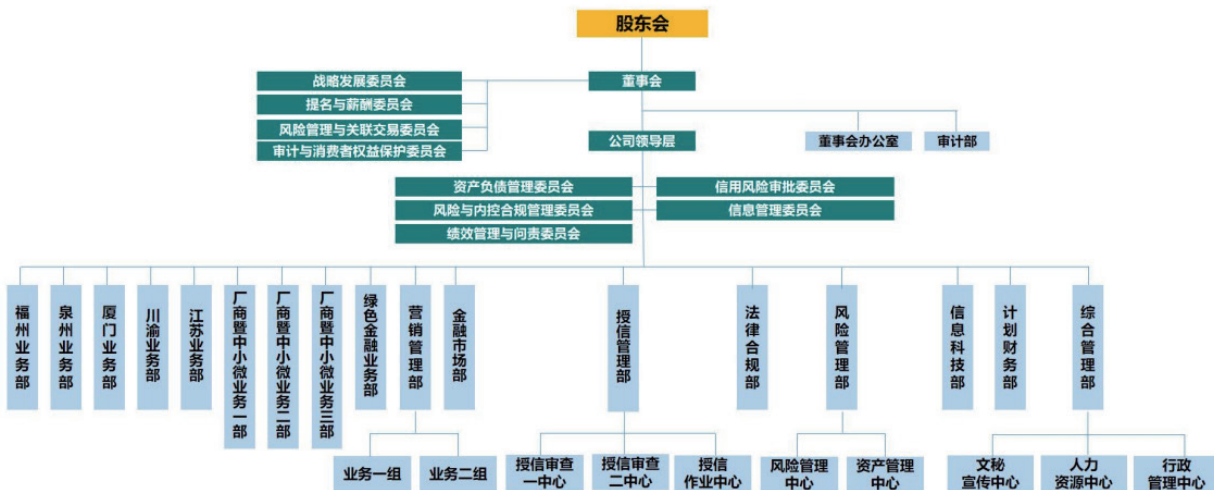 股东会
战略发展委员会
董事会
提名与薪酬委员会
风险管理与关联交易委员会
公司领导层
董事会办公室
审计部
审计与消费者权益保护委员会
资产负债管理委员会
信用风险审批委员会
风险与内控合规管理委员会
信息管理委员会
绩效管理与问责委员会
福州业务部
泉州业务部
厦门业务部
川渝业务部
江苏业务部
厂商暨中小微业务一部
厂商暨中小微业务二部
厂商暨中小微业务三部
绿色金融业务部
营销管理部
金融市场部
授信管理部
法律合规部
风险管理部
信息科技部
计划财务部
综合管理部
业务一组
业务二组
授信审查
一中心
授信审查
二中心
授信
作业中心
风险管理
中心
资产管理
中心
文秘
宣传中心
人力
资源中心
行政
管理中心